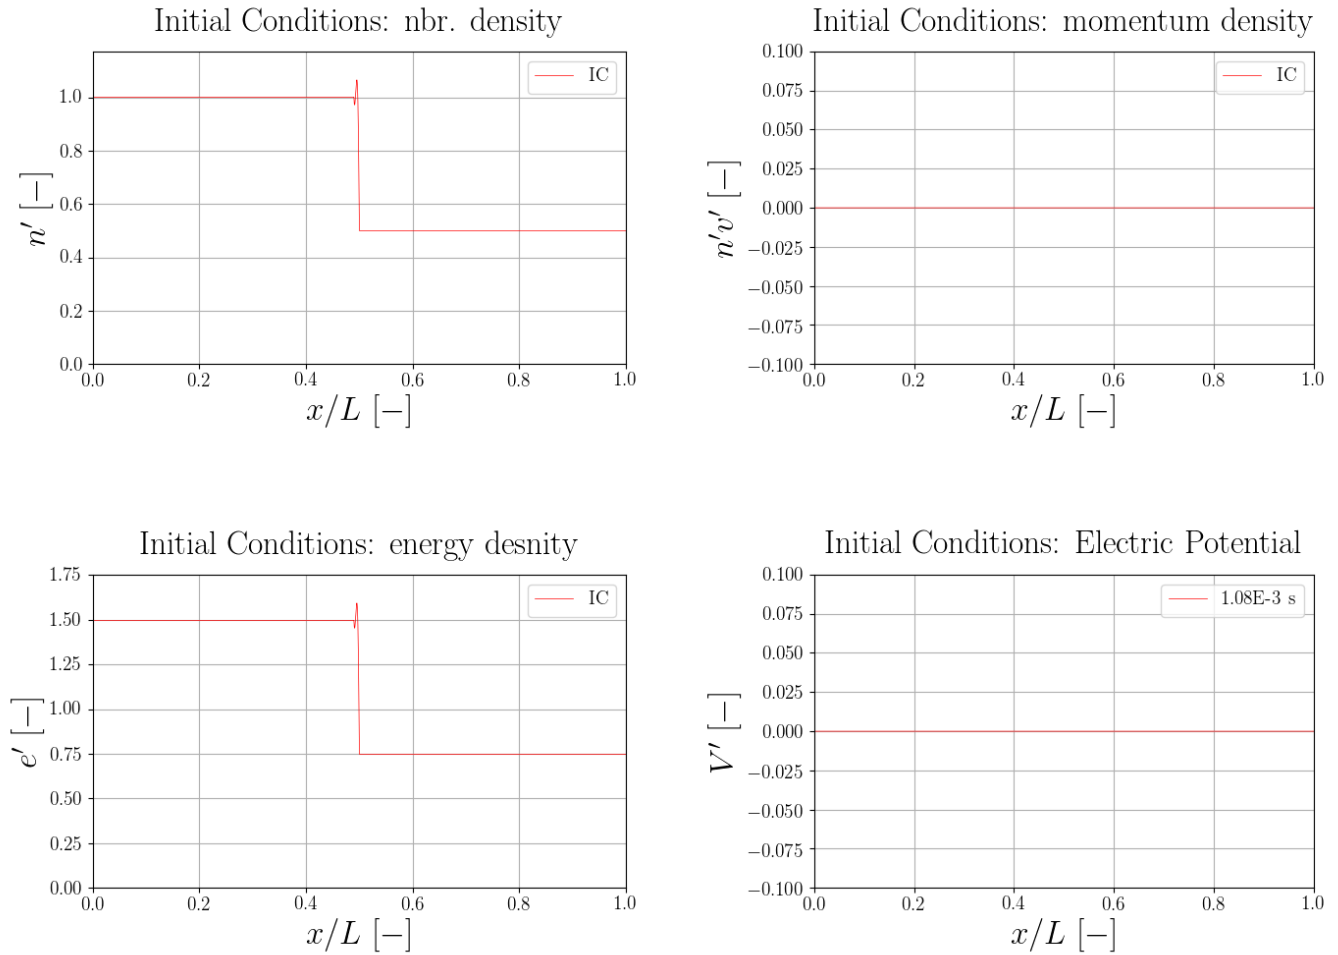 Initial Conditions: nbr. density
IC
1.0
0.8
0.6
0.4
0.2
0.0
n′ [−]
0.0 0.2 0.4 0.6 0.8 1.0
x/L [−]
Initial Conditions: momentum density
IC
0.100
0.075
0.050
0.025
0.000
−0.025
−0.050
−0.075
−0.100
n′v′ [−]
0.0 0.2 0.4 0.6 0.8 1.0
x/L [−]
Initial Conditions: energy desnity
IC
1.75
1.50
1.25
1.00
0.75
0.50
0.25
0.00
e′ [−]
0.0 0.2 0.4 0.6 0.8 1.0
x/L [−]
Initial Conditions: Electric Potential
1.08E-3 s
0.100
0.075
0.050
0.025
0.000
−0.025
−0.050
−0.075
−0.100
V′ [−]
0.0 0.2 0.4 0.6 0.8 1.0
x/L [−]